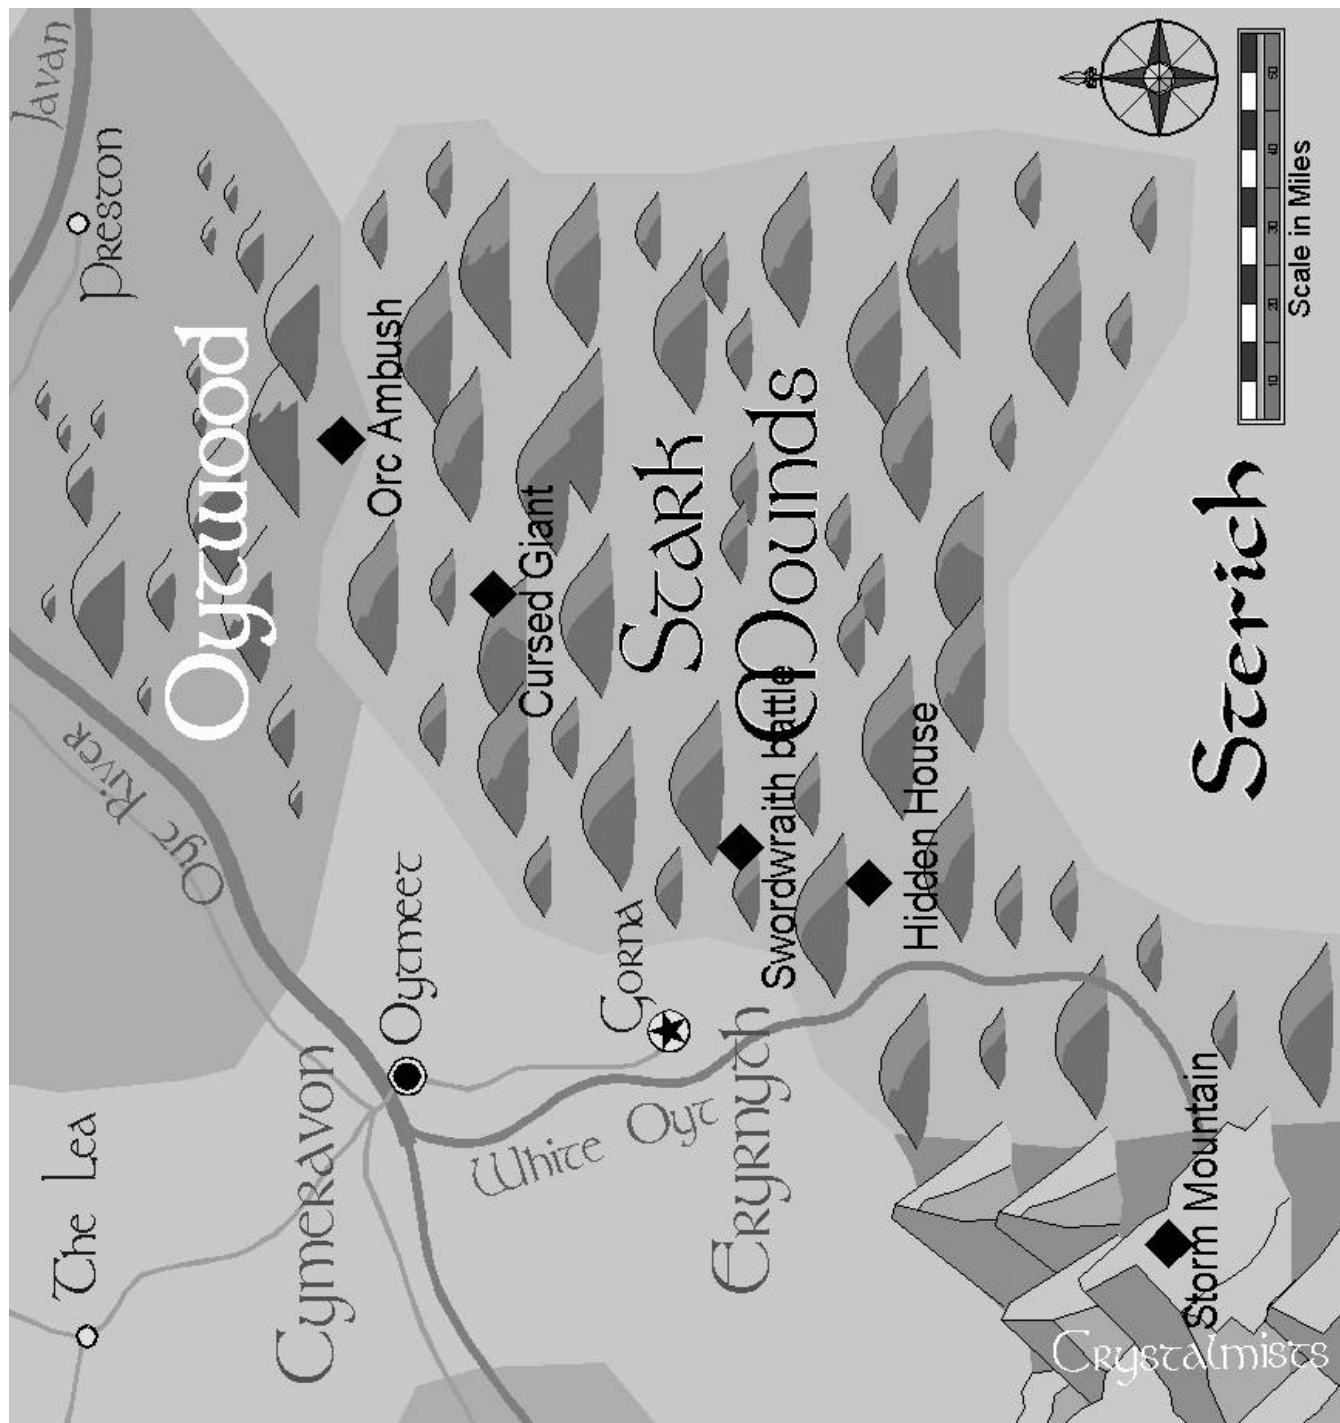 Javan
The Lea
Preston
Oyt River
Oytwood
Cymeravon
Orc Ambush
Oytmeet
Cursed Giant
White Oyt
Gorna
Stark
Mounds
Eryrnyth
Swordwraith battle
Hidden House
Storm Mountain
Crystalmists
Sterich
10 20 30 40 50
Scale in Miles